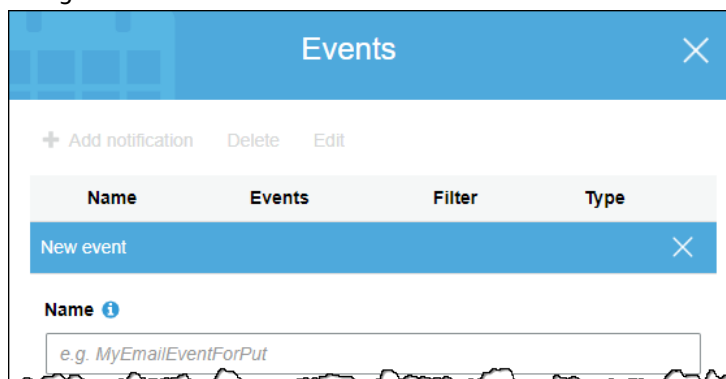 Events
Add notification Delete Edit
Name Events Filter Type
New event
Name
e.g. MyEmailEventForPut